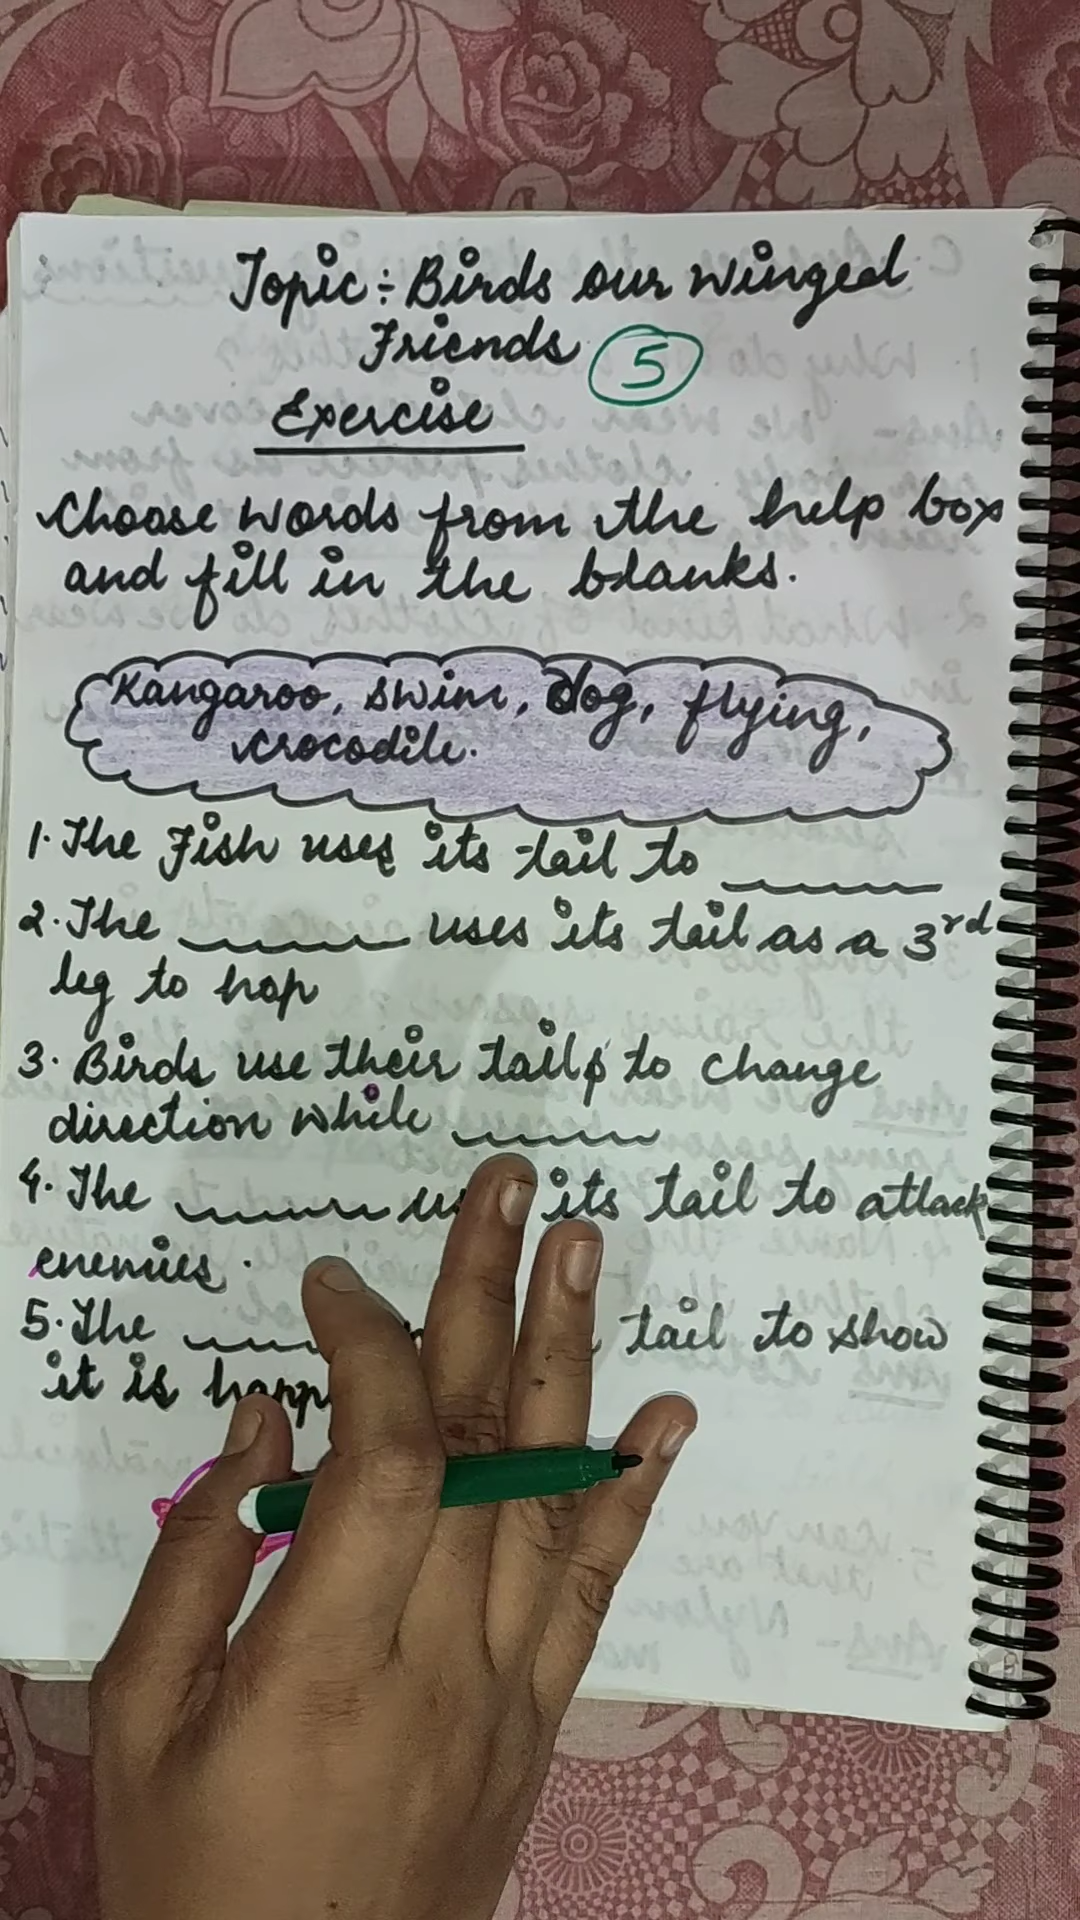 Topic ÷ Birds our winged
Friends 5
Exercise
Choose words from the help box
and fill in the blanks.
Kangaroo, swim, dog, flying,
crocodile.
1. The Fish uses its tail to
2. The uses its tail as a 3rd
leg to hop
3. Birds use their tails to change
direction while
4. The its tail to attack
enemies.
5. The tail to show
it is